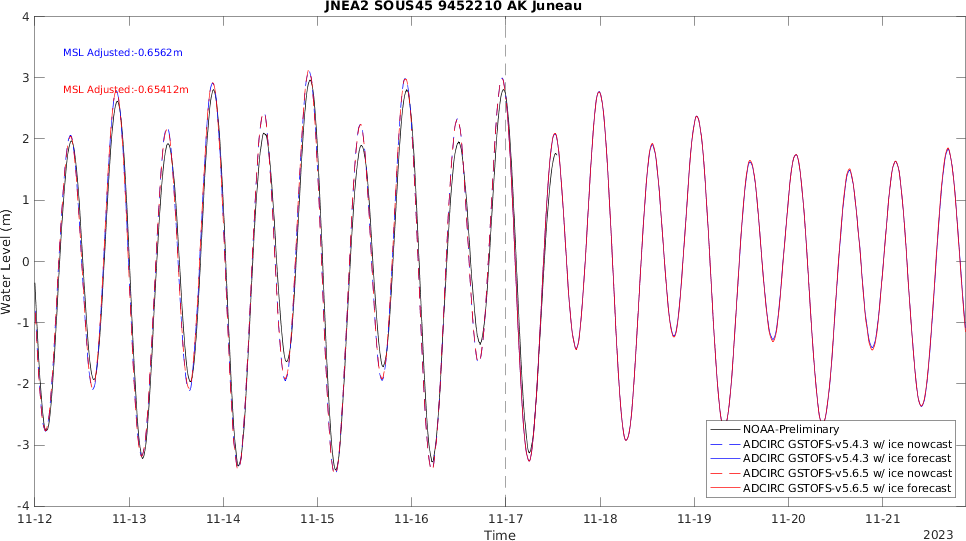 JNEA2 SOUS45 9452210 AK Juneau
4
MSL Adjusted:-0.6562m
3
MSL Adjusted:-0.65412m
2
1
Water Level (m)
0
-1
-2
-3
-4
NOAA-Preliminary
ADCIRC GSTOFS-v5.4.3 w/ ice nowcast
ADCIRC GSTOFS-v5.4.3 w/ ice forecast
ADCIRC GSTOFS-v5.6.5 w/ ice nowcast
ADCIRC GSTOFS-v5.6.5 w/ ice forecast
11-12 11-13 11-14 11-15 11-16 11-17 11-18 11-19 11-20 11-21
Time
2023